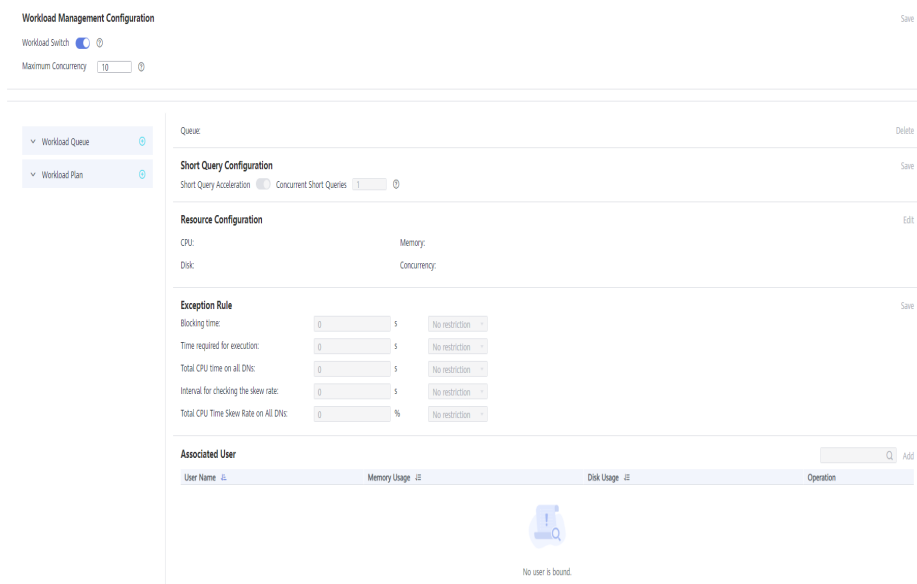 Workload Management Configuration Save
Workload Switch
Maximum Concurrency 10
Queue: Delete
Workload Queue
Workload Plan
Short Query Configuration Save
Short Query Acceleration Concurrent Short Queries 1
Resource Configuration Edit
CPU: Memory:
Disk: Concurrency:
Exception Rule Save
Blocking time: 0 s No restriction
Time required for execution: 0 s No restriction
Total CPU time on all DNs: 0 s No restriction
Interval for checking the skew rate: 0 s No restriction
Total CPU Time Skew Rate on All DNs: 0 % No restriction
Associated User Add
User Name Memory Usage Disk Usage Operation
No user is bound.